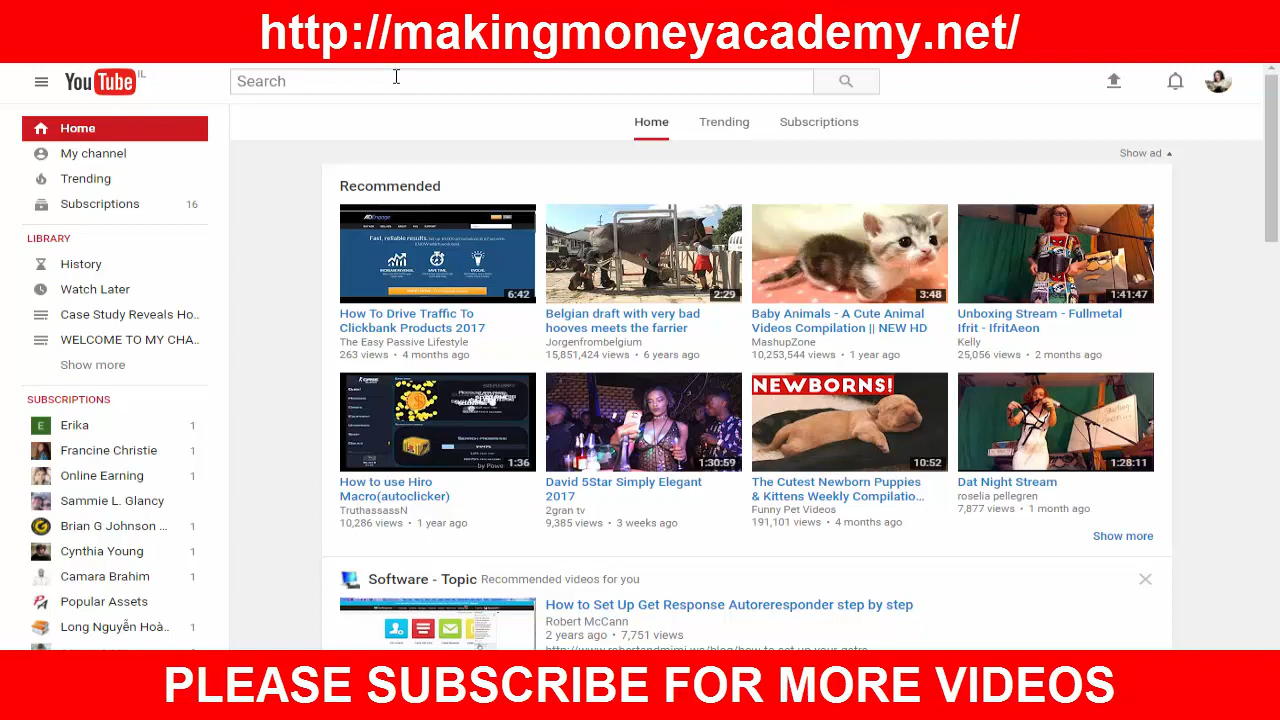 http://makingmoneyacademy.net/
YouTube IL
Search
Home
My channel
Trending
Subscriptions 16
LIBRARY
History
Watch Later
Case Study Reveals Ho...
WELCOME TO MY CHA...
Show more
SUBSCRIPTIONS
Erika 1
Francine Christie 1
Online Earning 1
Sammie L. Glancy
Brian G Johnson ... 1
Cynthia Young 1
Camara Brahim 1
Popular Assets
Long Nguyễn Hoà.. 1
Home Trending Subscriptions
Show ad
Recommended
Fast, reliable results.
INCREASE REVENUE. SAVE TIME. EVOLVE.
6:42
How To Drive Traffic To
Clickbank Products 2017
The Easy Passive Lifestyle
263 views • 4 months ago
2:29
Belgian draft with very bad
hooves meets the farrier
Jorgenfrombelgium
15,851,424 views • 6 years ago
3:48
Baby Animals - A Cute Animal
Videos Compilation || NEW HD
MashupZone
10,253,544 views • 1 year ago
1:41:47
Unboxing Stream - Fullmetal
Ifrit - IfritAeon
Kelly
25,056 views • 2 months ago
1:36
How to use Hiro
Macro(autoclicker)
TruthassassN
10,286 views • 1 year ago
1:30:59
David 5Star Simply Elegant
2017
2gran tv
9,385 views • 3 weeks ago
NEWBORNS!
10:52
The Cutest Newborn Puppies
& Kittens Weekly Compilatio...
Funny Pet Videos
191,101 views • 4 months ago
1:28:11
Dat Night Stream
roselia pellegren
7,877 views • 1 month ago
Show more
Software - Topic Recommended videos for you
How to Set Up Get Response Autoreresponder step by step
Robert McCann
2 years ago • 7,751 views
PLEASE SUBSCRIBE FOR MORE VIDEOS